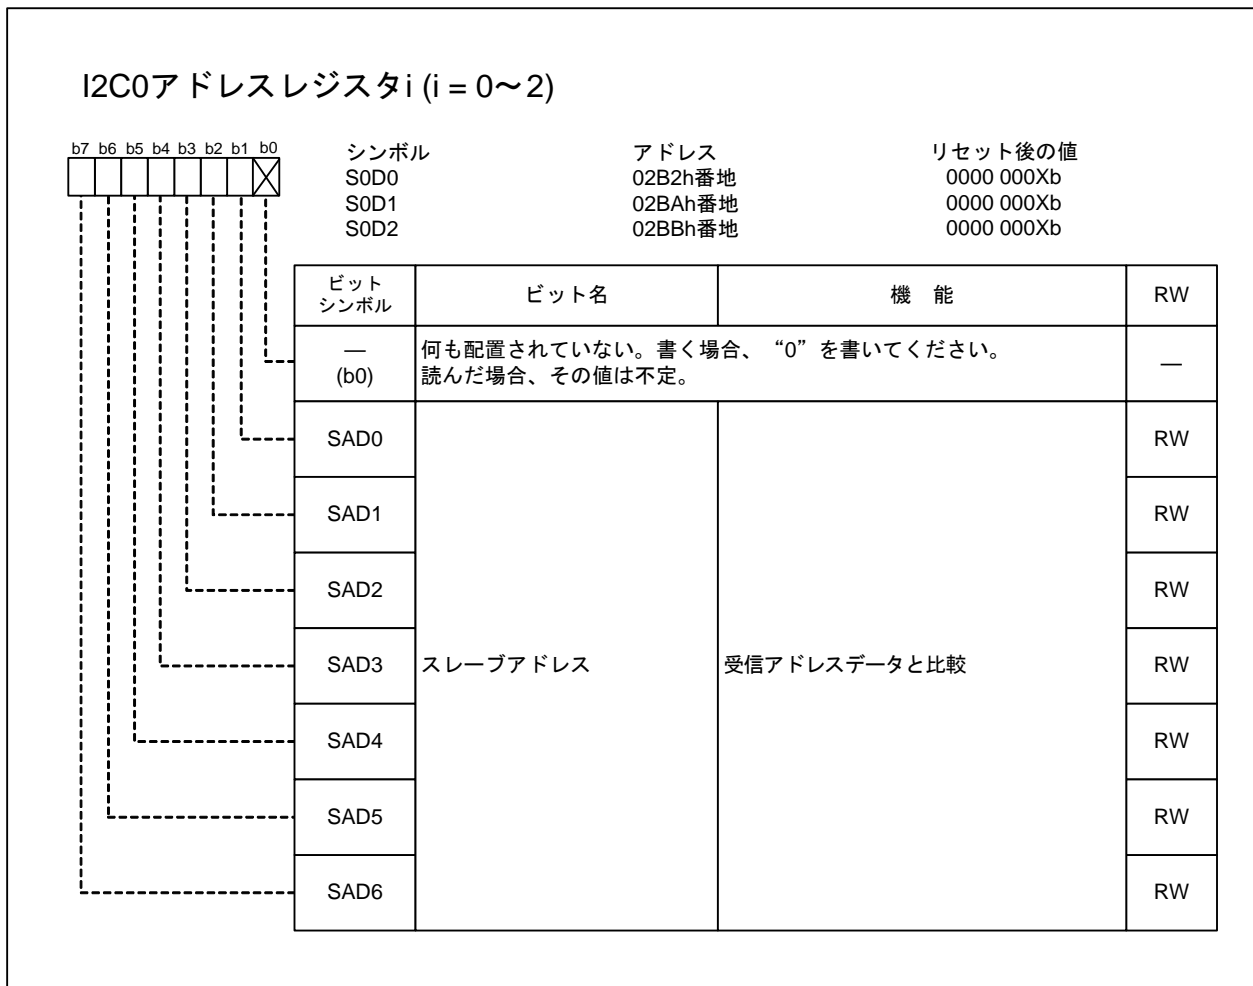 I2C0アドレスレジスタi (i = 0～2)
b7 b6 b5 b4 b3 b2 b1 b0
シンボル アドレス リセット後の値
S0D0 02B2h番地 0000 000Xb
S0D1 02BAh番地 0000 000Xb
S0D2 02BBh番地 0000 000Xb
ビット
シンボル ビット名 機　能 RW
— 何も配置されていない。書く場合、“0”を書いてください。
(b0) 読んだ場合、その値は不定。 —
SAD0 RW
SAD1 RW
SAD2 RW
SAD3 スレーブアドレス 受信アドレスデータと比較 RW
SAD4 RW
SAD5 RW
SAD6 RW